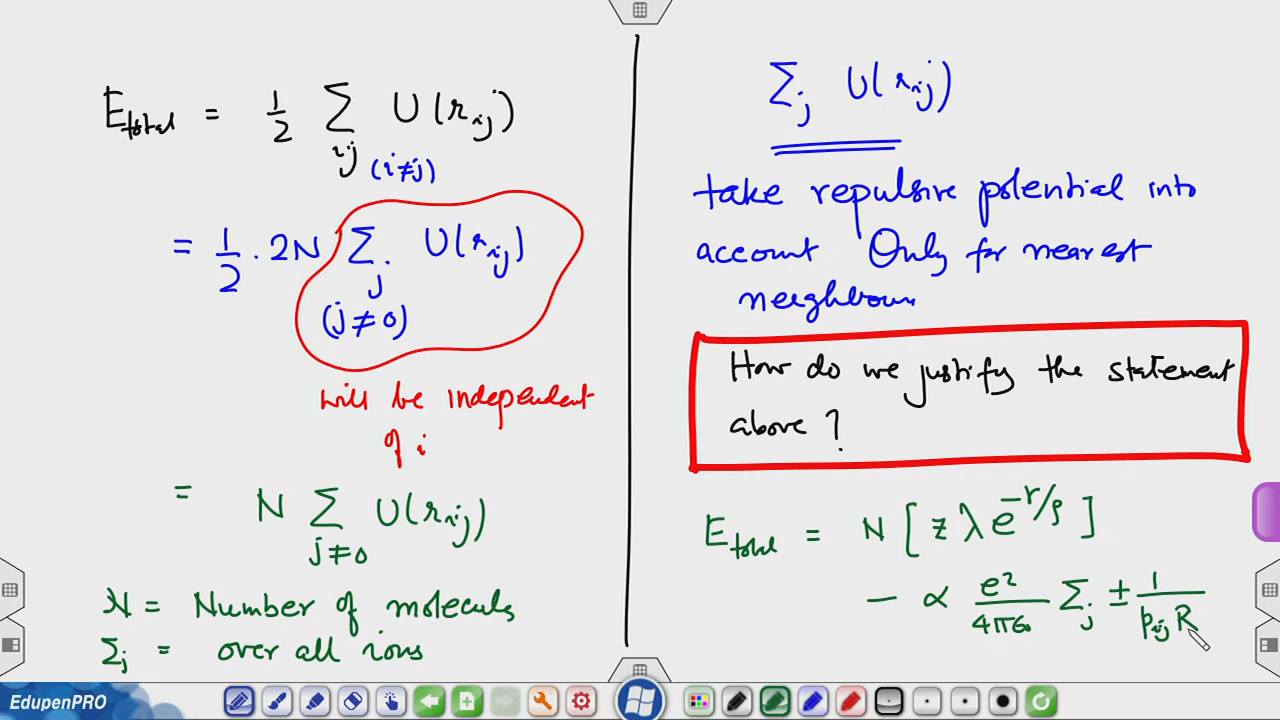 E_total = 1/2 Σ_ij (i≠j) U(r_ij)
= 1/2 . 2N Σ_j (j≠0) U(r_ij)
will be independent
of i
= N Σ_j≠0 U(r_ij)
N = Number of molecules
Σ_j = over all ions
Σ_j U(r_ij)
take repulsive potential into
account Only for nearest
neighbour
How do we justify the statement
above ?
E_total = N [ z λ e^(-r/ρ) ]
- α e²/4πε₀ Σ_j ± 1/(p_ij R)
EdupenPRO